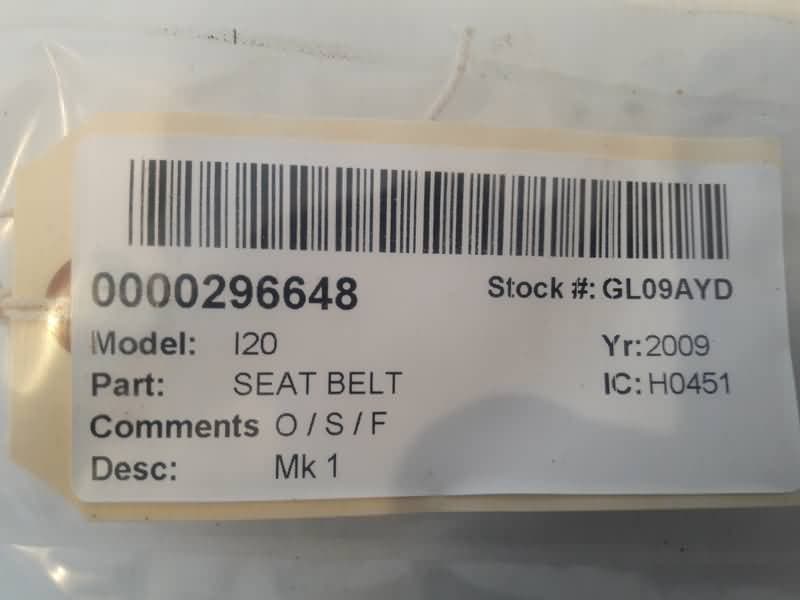 0000296648 Stock #: GL09AYD
Model: I20 Yr: 2009
Part: SEAT BELT IC: H0451
Comments O / S / F
Desc: Mk 1